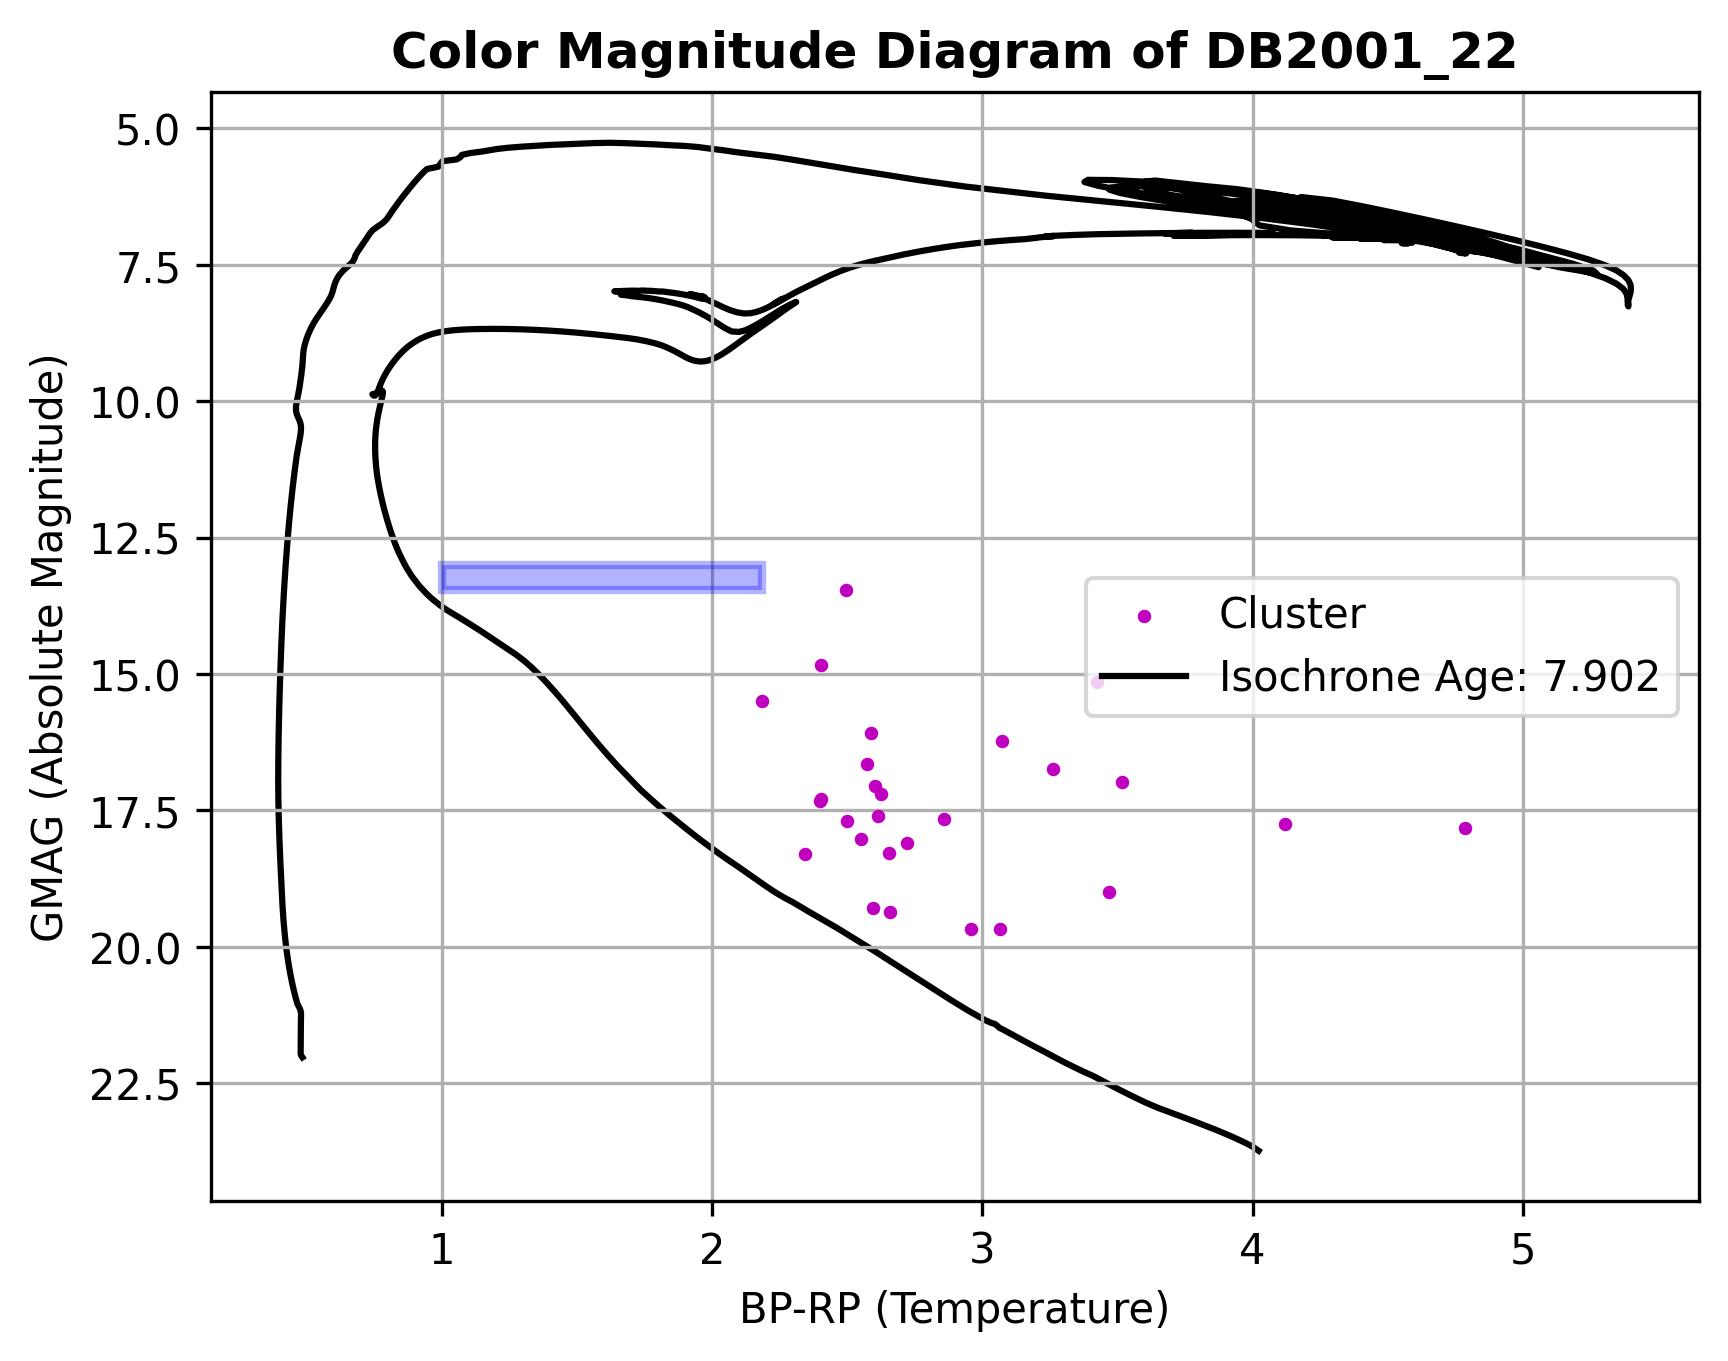 Color Magnitude Diagram of DB2001_22
GMAG (Absolute Magnitude)
5.0
7.5
10.0
12.5
15.0
17.5
20.0
22.5
Cluster
Isochrone Age: 7.902
1 2 3 4 5
BP-RP (Temperature)